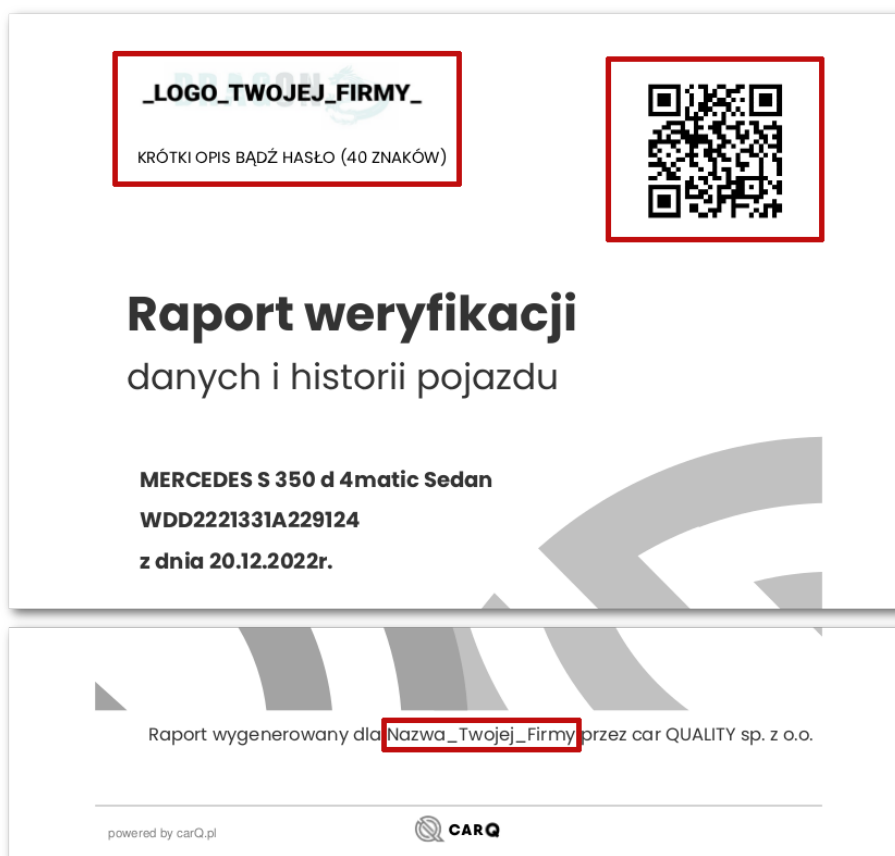 DRAGON
_LOGO_TWOJEJ_FIRMY_
KRÓTKI OPIS BĄDŹ HASŁO (40 ZNAKÓW)
Raport weryfikacji
danych i historii pojazdu
MERCEDES S 350 d 4matic Sedan
WDD2221331A229124
z dnia 20.12.2022r.
Raport wygenerowany dla Nazwa_Twojej_Firmy przez car QUALITY sp. z o.o.
powered by carQ.pl
CARQ